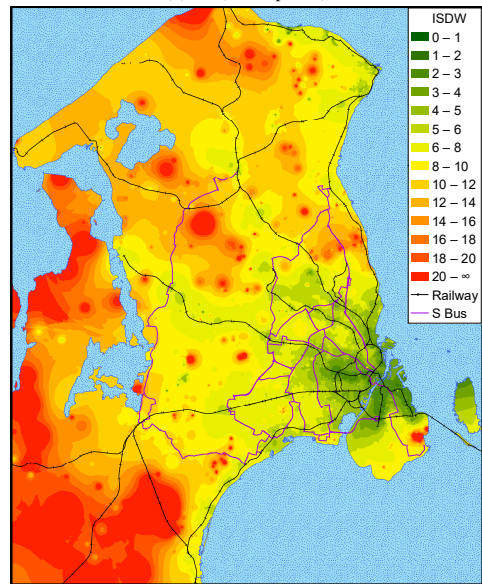 ISDW
0 – 1
1 – 2
2 – 3
3 – 4
4 – 5
5 – 6
6 – 8
8 – 10
10 – 12
12 – 14
14 – 16
16 – 18
18 – 20
20 – ∞
Railway
S Bus